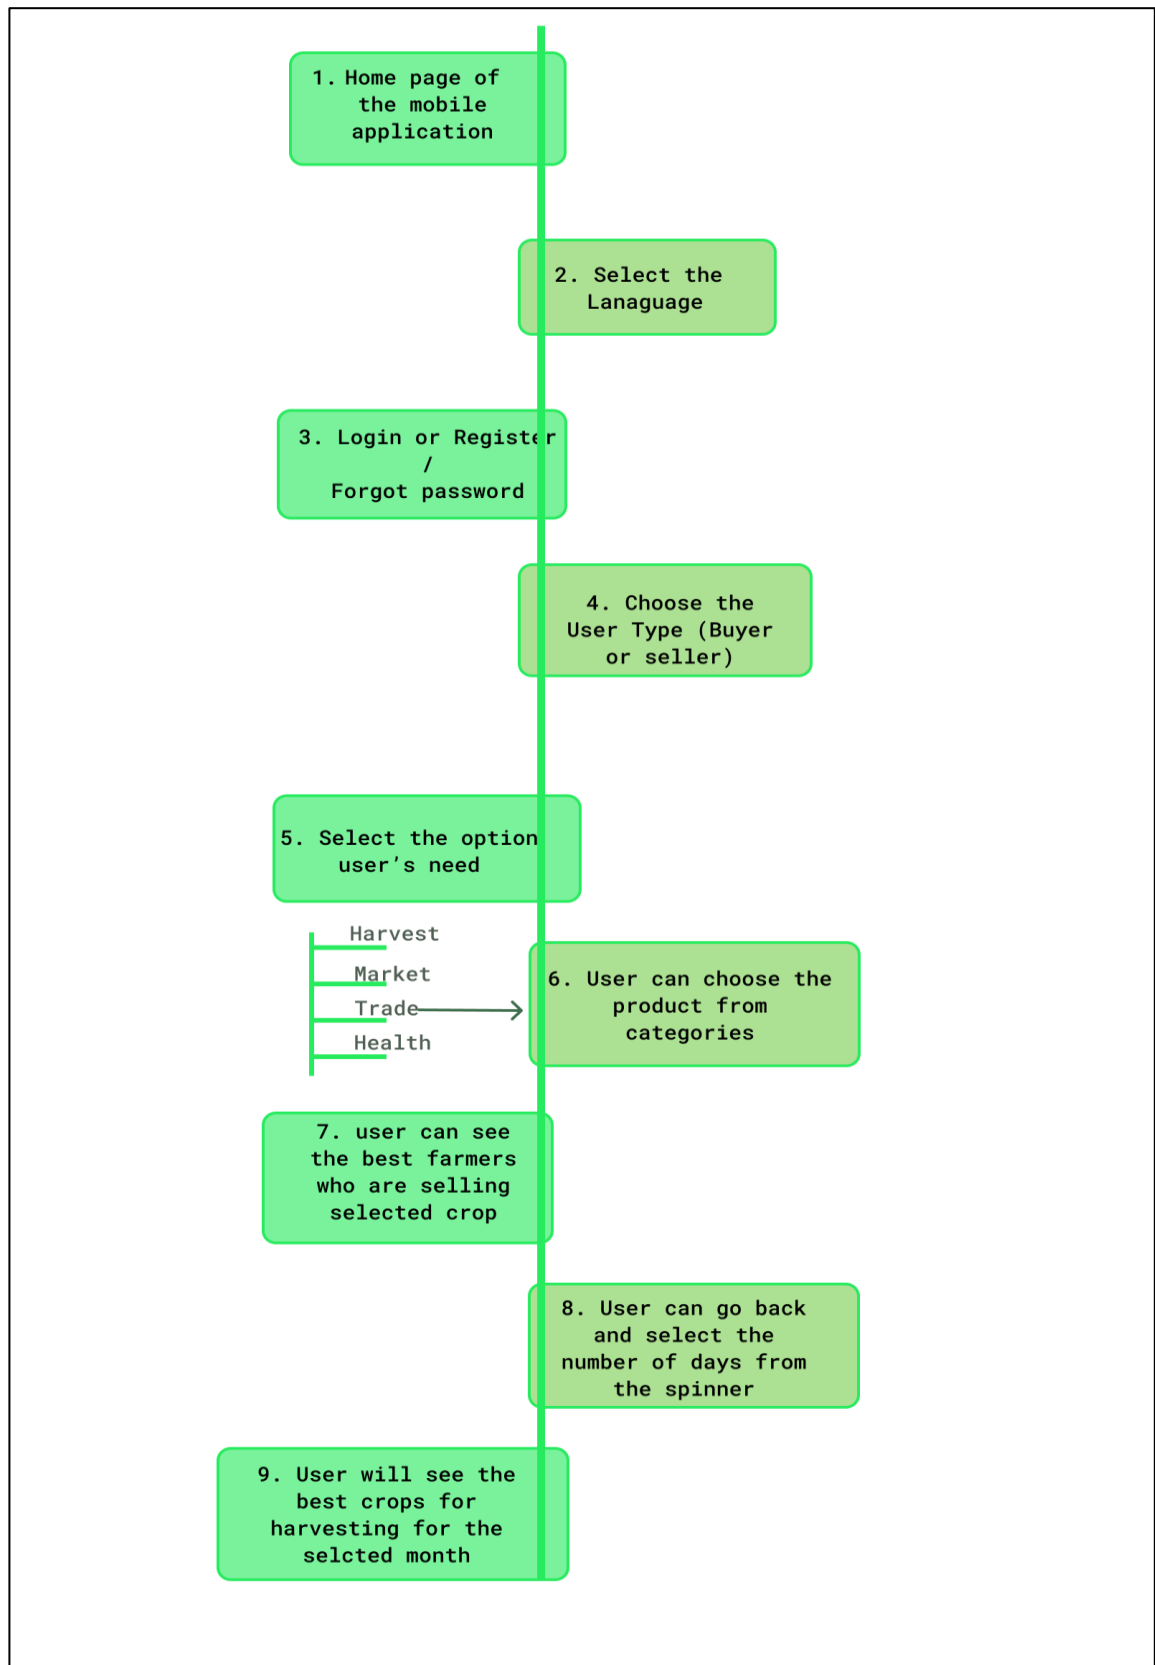 1. Home page of
the mobile
application
2. Select the
Lanaguage
3. Login or Register
/
Forgot password
4. Choose the
User Type (Buyer
or seller)
5. Select the option
user’s need
Harvest
Market
Trade
Health
6. User can choose the
product from
categories
7. user can see
the best farmers
who are selling
selected crop
8. User can go back
and select the
number of days from
the spinner
9. User will see the
best crops for
harvesting for the
selcted month